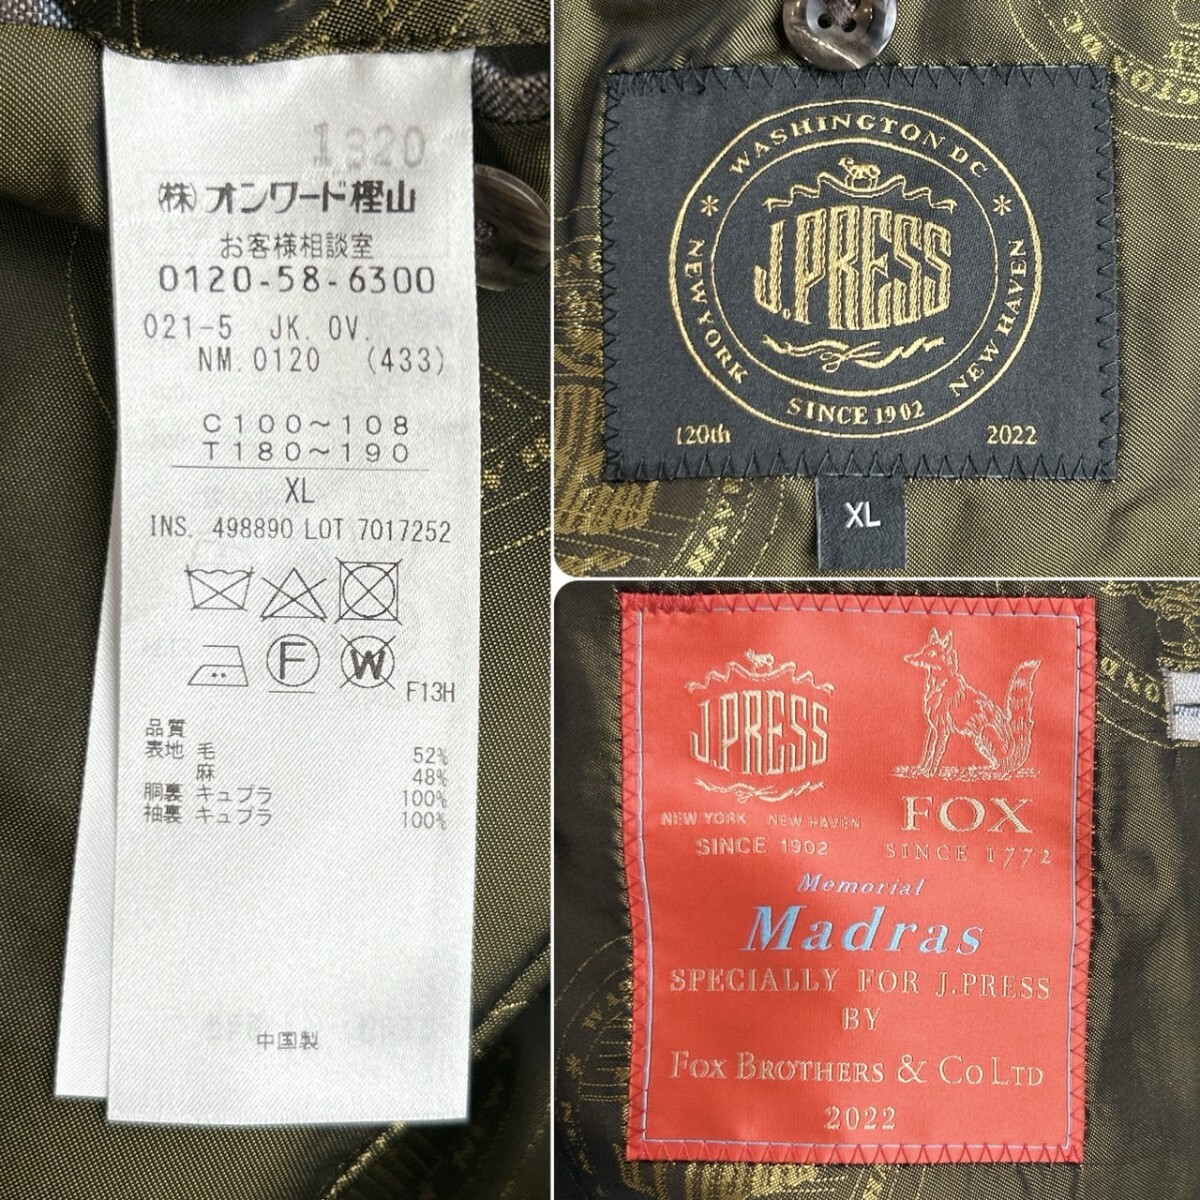 1320
(株)オンワード樫山
お客様相談室
0120-58-6300
021-5 JK. OV.
NM. 0120 (433)
C100～108
T180～190
XL
INS. 498890 LOT 7017252
F
W
F13H
品質
表地 毛 52%
麻 48%
胴裏 キュプラ 100%
袖裏 キュプラ 100%
中国製
WASHINGTON DC
J.PRESS
NEW YORK
NEW HAVEN
SINCE 1902
120th
2022
XL
J.PRESS
NEW YORK NEW HAVEN
SINCE 1902
FOX
SINCE 1772
Memorial
Madras
SPECIALLY FOR J.PRESS
BY
FOX BROTHERS & CO LTD
2022